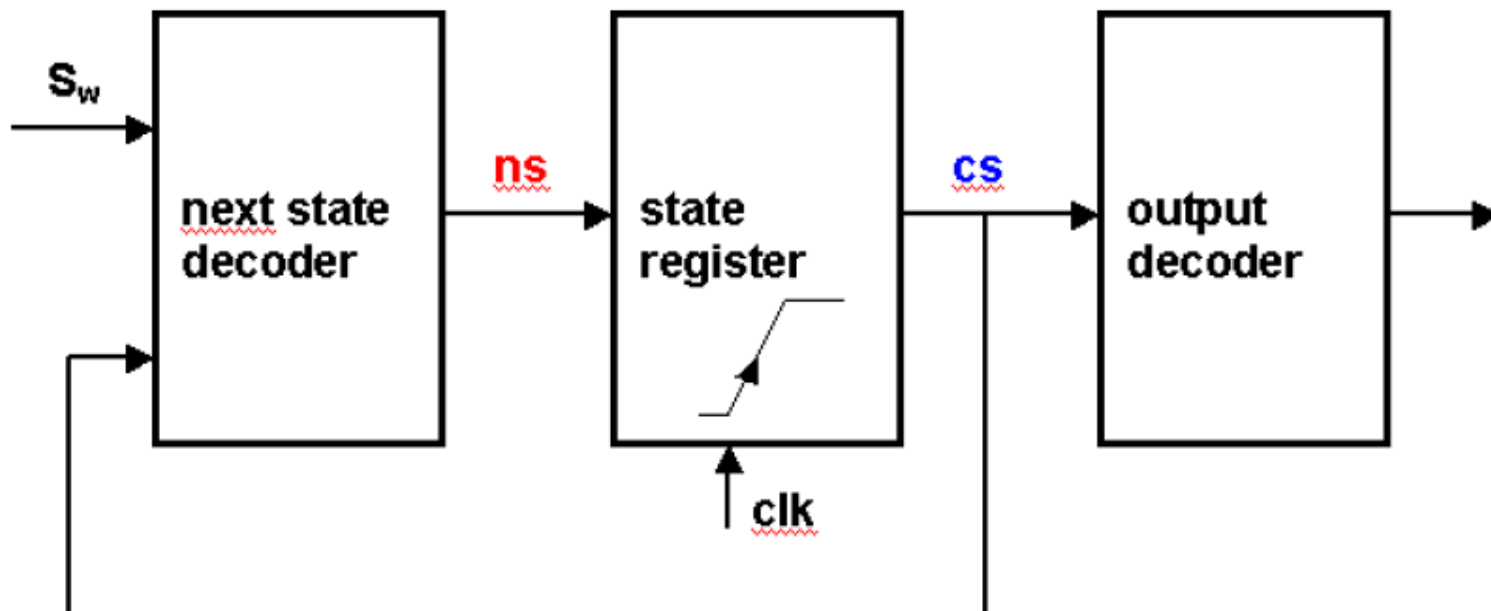 Sw
next state
decoder
ns
state
register
clk
cs
output
decoder